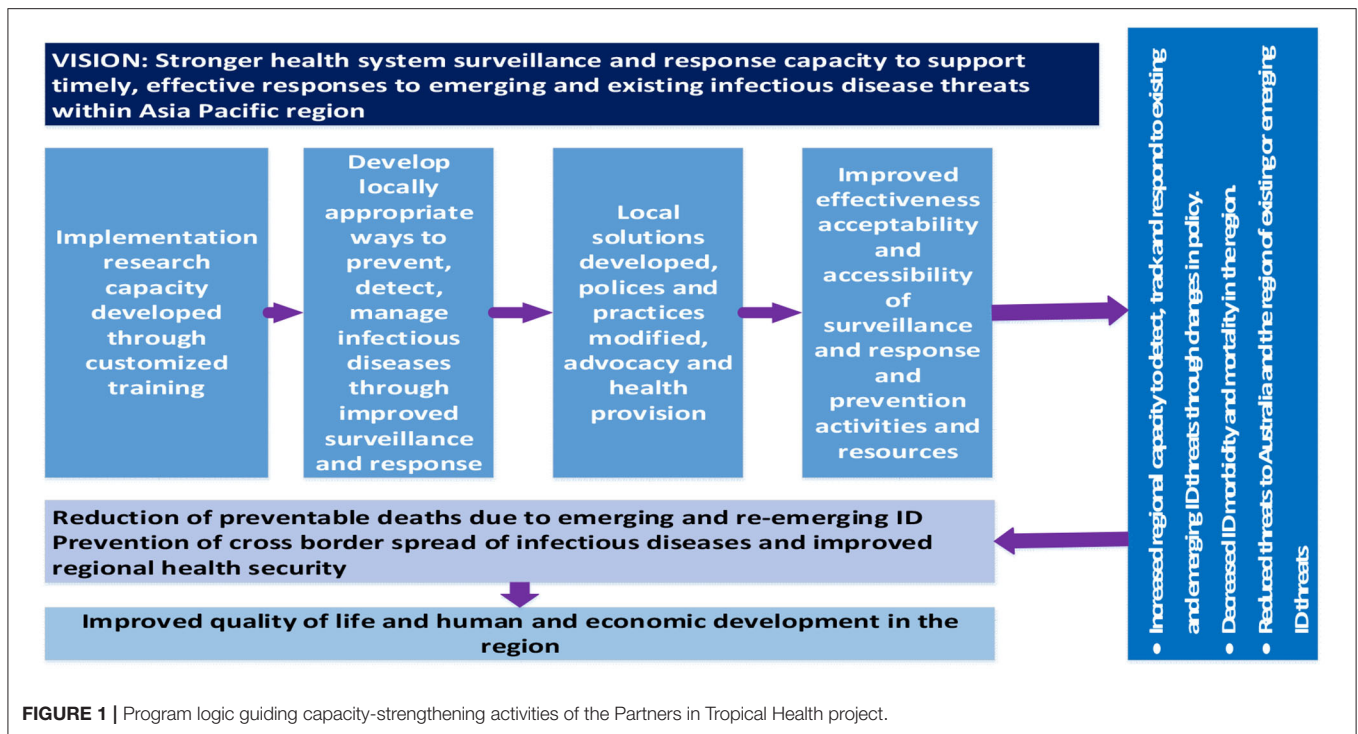 VISION: Stronger health system surveillance and response capacity to support
timely, effective responses to emerging and existing infectious disease threats
within Asia Pacific region
Implementation
research
capacity
developed
through
customized
training
Develop
locally
appropriate
ways to
prevent,
detect,
manage
infectious
diseases
through
improved
surveillance
and response
Local
solutions
developed,
polices and
practices
modified,
advocacy and
health
provision
Improved
effectiveness
acceptability
and
accessibility
of
surveillance
and response
and
prevention
activities and
resources
• Increased regional capacity to detect, track and respond to existing
and emerging ID threats through changes in policy.
• Decreased ID morbidity and mortality in the region.
• Reduced threats to Australia and the region of existing or emerging
ID threats
Reduction of preventable deaths due to emerging and re-emerging ID
Prevention of cross border spread of infectious diseases and improved
regional health security
Improved quality of life and human and economic development in the
region
FIGURE 1 | Program logic guiding capacity-strengthening activities of the Partners in Tropical Health project.